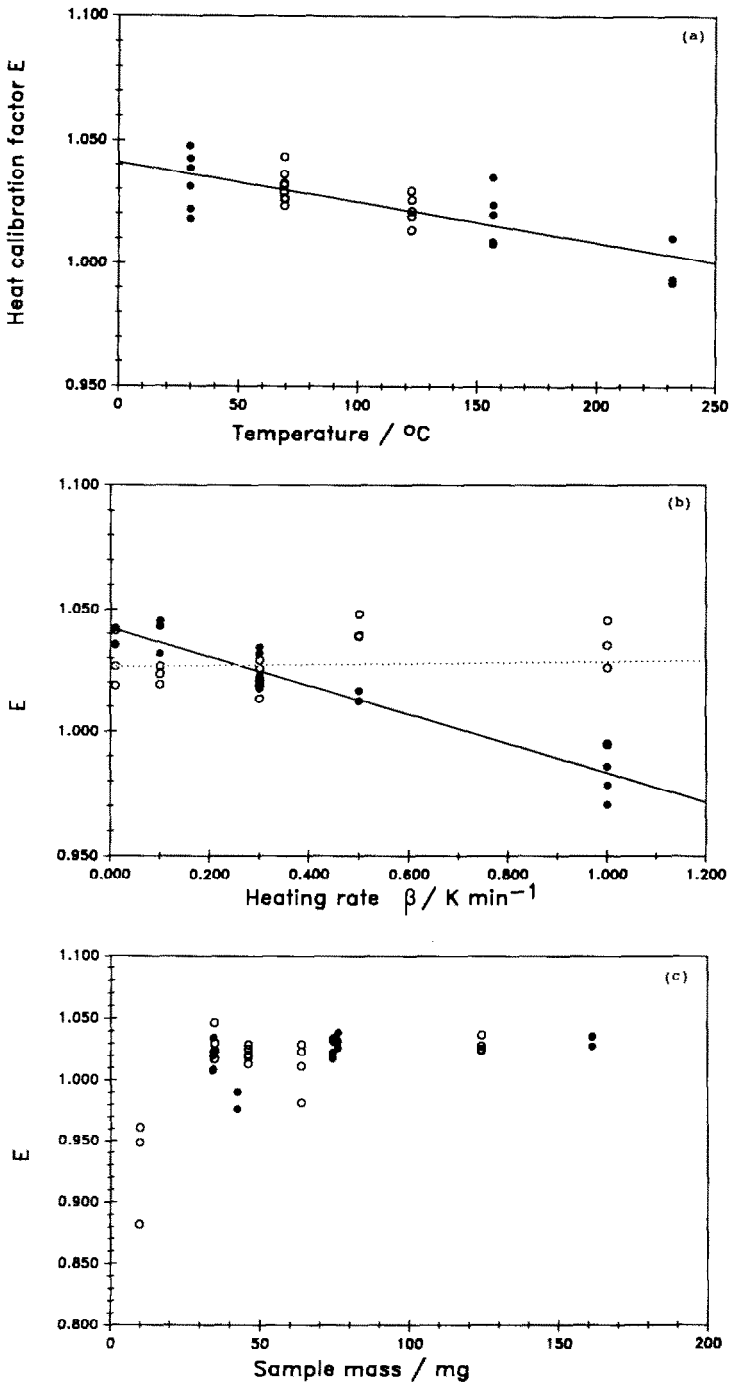 1.100
(a)
Heat calibration factor E
1.050
1.000
0.950
0 50 100 150 200 250
Temperature / °C
1.100
(b)
1.050
E
1.000
0.950
0.000 0.200 0.400 0.600 0.800 1.000 1.200
Heating rate β / K min⁻¹
1.100
(c)
1.050
1.000
E
0.950
0.900
0.850
0.800
0 50 100 150 200
Sample mass / mg